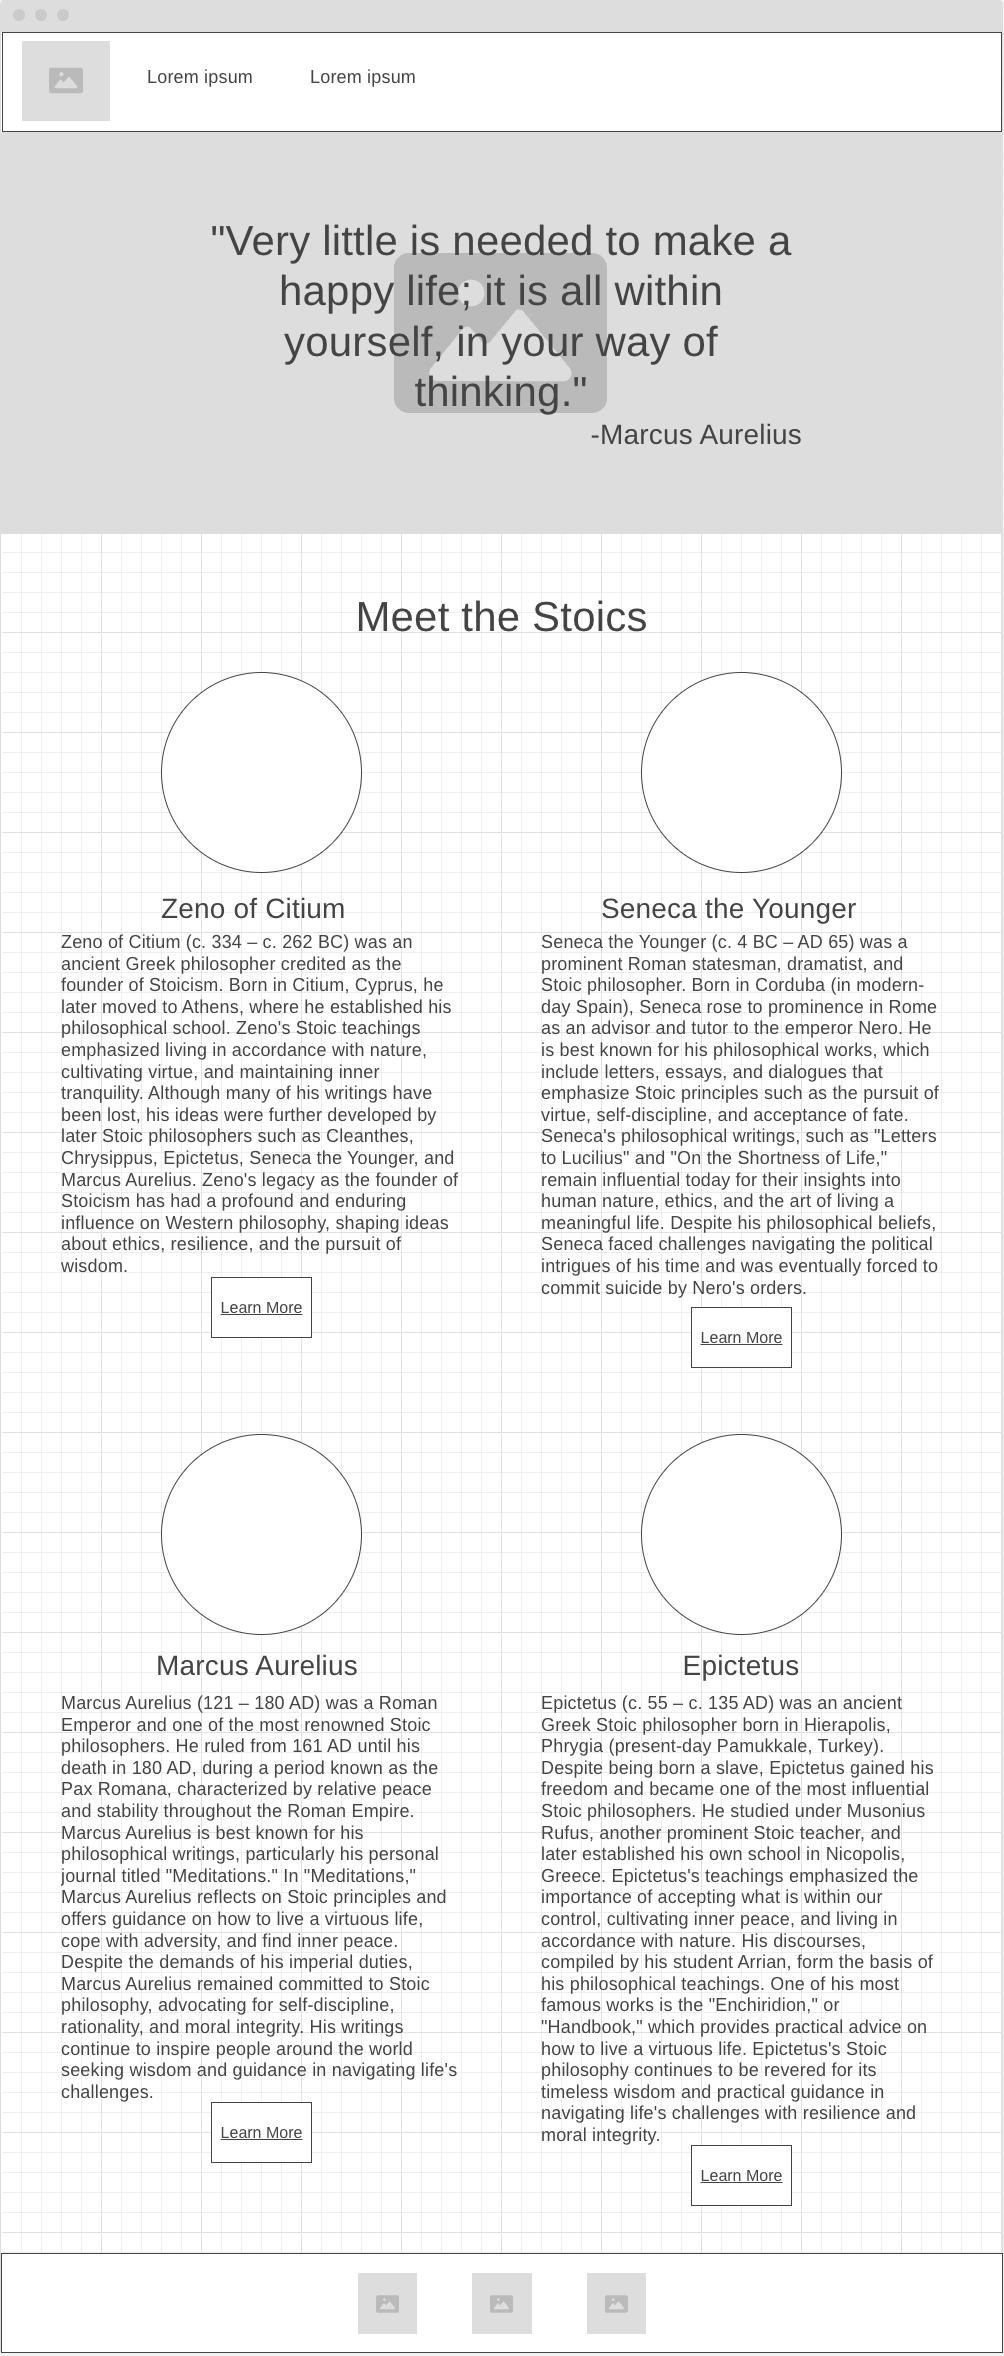 Lorem ipsum
Lorem ipsum
"Very little is needed to make a
happy life; it is all within
yourself, in your way of
thinking."
-Marcus Aurelius
Meet the Stoics
Zeno of Citium
Zeno of Citium (c. 334 – c. 262 BC) was an
ancient Greek philosopher credited as the
founder of Stoicism. Born in Citium, Cyprus, he
later moved to Athens, where he established his
philosophical school. Zeno's Stoic teachings
emphasized living in accordance with nature,
cultivating virtue, and maintaining inner
tranquility. Although many of his writings have
been lost, his ideas were further developed by
later Stoic philosophers such as Cleanthes,
Chrysippus, Epictetus, Seneca the Younger, and
Marcus Aurelius. Zeno's legacy as the founder of
Stoicism has had a profound and enduring
influence on Western philosophy, shaping ideas
about ethics, resilience, and the pursuit of
wisdom.
Learn More
Seneca the Younger
Seneca the Younger (c. 4 BC – AD 65) was a
prominent Roman statesman, dramatist, and
Stoic philosopher. Born in Corduba (in modern-
day Spain), Seneca rose to prominence in Rome
as an advisor and tutor to the emperor Nero. He
is best known for his philosophical works, which
include letters, essays, and dialogues that
emphasize Stoic principles such as the pursuit of
virtue, self-discipline, and acceptance of fate.
Seneca's philosophical writings, such as "Letters
to Lucilius" and "On the Shortness of Life,"
remain influential today for their insights into
human nature, ethics, and the art of living a
meaningful life. Despite his philosophical beliefs,
Seneca faced challenges navigating the political
intrigues of his time and was eventually forced to
commit suicide by Nero's orders.
Learn More
Marcus Aurelius
Marcus Aurelius (121 – 180 AD) was a Roman
Emperor and one of the most renowned Stoic
philosophers. He ruled from 161 AD until his
death in 180 AD, during a period known as the
Pax Romana, characterized by relative peace
and stability throughout the Roman Empire.
Marcus Aurelius is best known for his
philosophical writings, particularly his personal
journal titled "Meditations." In "Meditations,"
Marcus Aurelius reflects on Stoic principles and
offers guidance on how to live a virtuous life,
cope with adversity, and find inner peace.
Despite the demands of his imperial duties,
Marcus Aurelius remained committed to Stoic
philosophy, advocating for self-discipline,
rationality, and moral integrity. His writings
continue to inspire people around the world
seeking wisdom and guidance in navigating life's
challenges.
Learn More
Epictetus
Epictetus (c. 55 – c. 135 AD) was an ancient
Greek Stoic philosopher born in Hierapolis,
Phrygia (present-day Pamukkale, Turkey).
Despite being born a slave, Epictetus gained his
freedom and became one of the most influential
Stoic philosophers. He studied under Musonius
Rufus, another prominent Stoic teacher, and
later established his own school in Nicopolis,
Greece. Epictetus's teachings emphasized the
importance of accepting what is within our
control, cultivating inner peace, and living in
accordance with nature. His discourses,
compiled by his student Arrian, form the basis of
his philosophical teachings. One of his most
famous works is the "Enchiridion," or
"Handbook," which provides practical advice on
how to live a virtuous life. Epictetus's Stoic
philosophy continues to be revered for its
timeless wisdom and practical guidance in
navigating life's challenges with resilience and
moral integrity.
Learn More